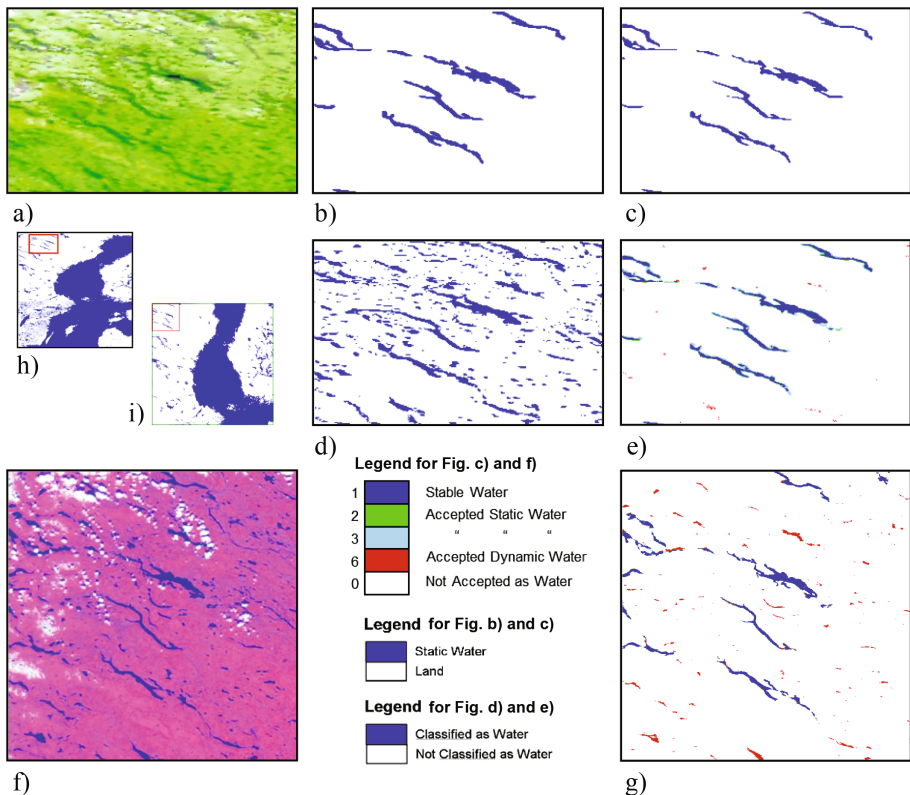 a)
b)
c)
h)
i)
d)
e)
Legend for Fig. c) and f)
1 Stable Water
2 Accepted Static Water
3 “ “ “
6 Accepted Dynamic Water
0 Not Accepted as Water
Legend for Fig. b) and c)
Static Water
Land
Legend for Fig. d) and e)
Classified as Water
Not Classified as Water
f)
g)